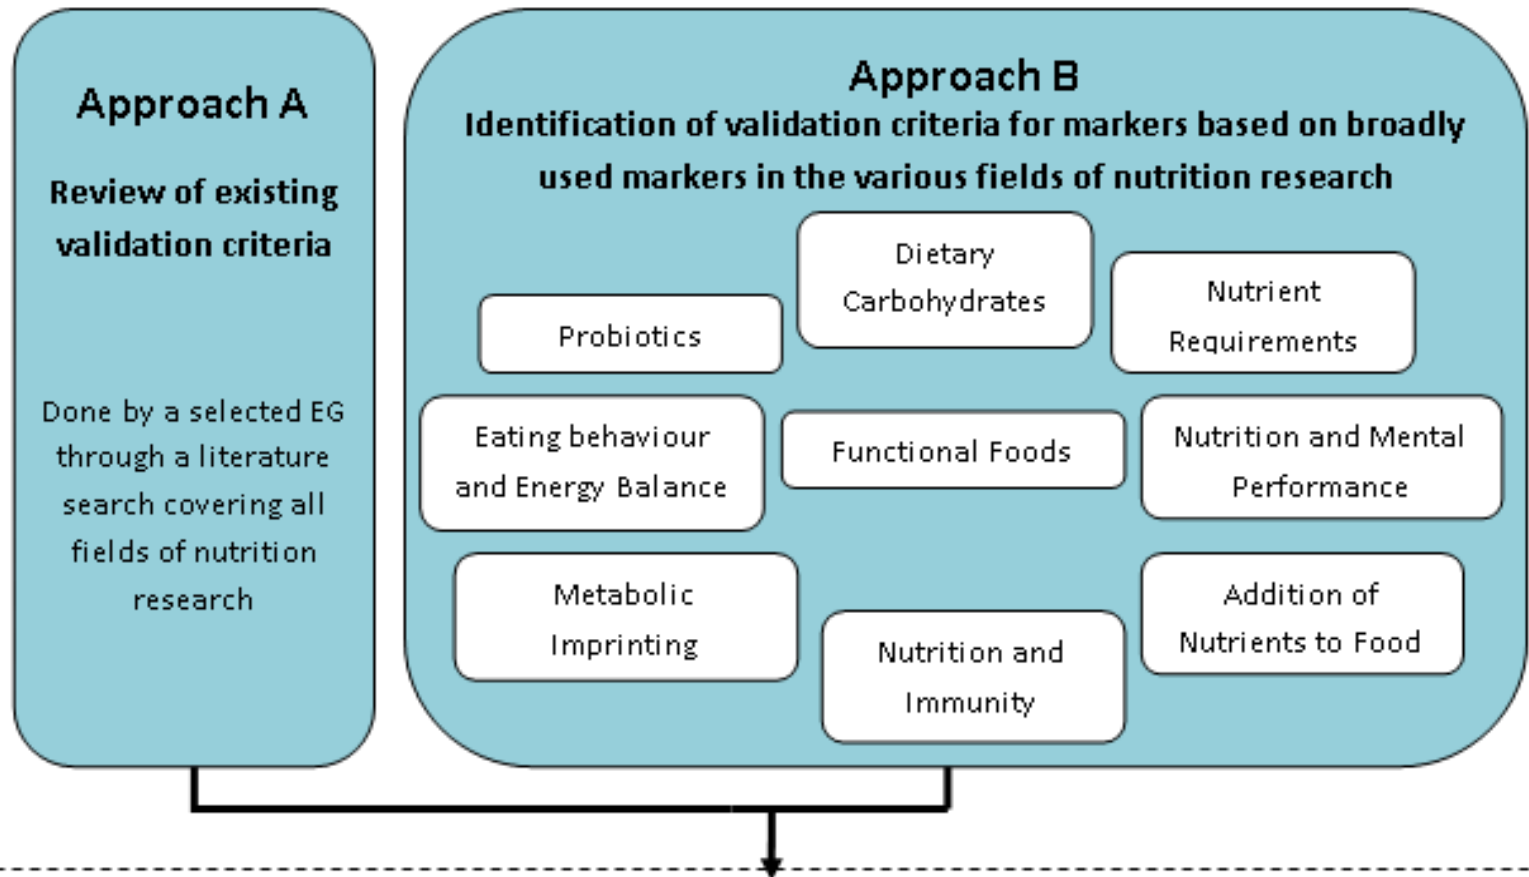 Approach A
Review of existing
validation criteria
Done by a selected EG
through a literature
search covering all
fields of nutrition
research
Approach B
Identification of validation criteria for markers based on broadly
used markers in the various fields of nutrition research
Dietary
Carbohydrates
Nutrient
Requirements
Probiotics
Eating behaviour
and Energy Balance
Functional Foods
Nutrition and Mental
Performance
Metabolic
Imprinting
Nutrition and
Immunity
Addition of
Nutrients to Food